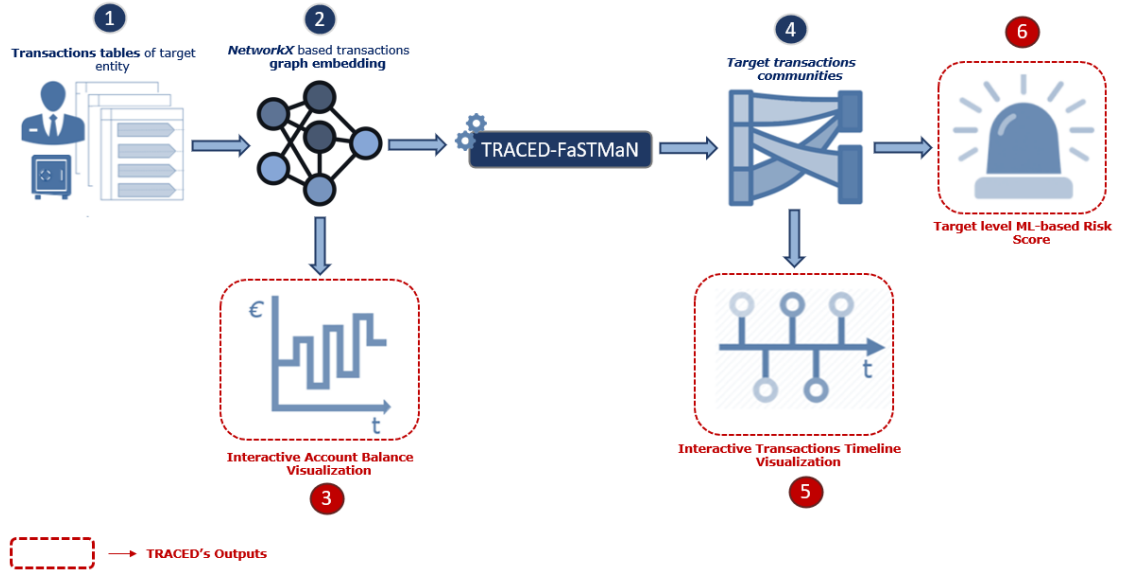 1
Transactions tables of target
entity
2
NetworkX based transactions
graph embedding
TRACED-FaSTMaN
4
Target transactions
communities
6
Target level ML-based Risk
Score
€
t
Interactive Account Balance
Visualization
3
t
Interactive Transactions Timeline
Visualization
5
TRACED's Outputs